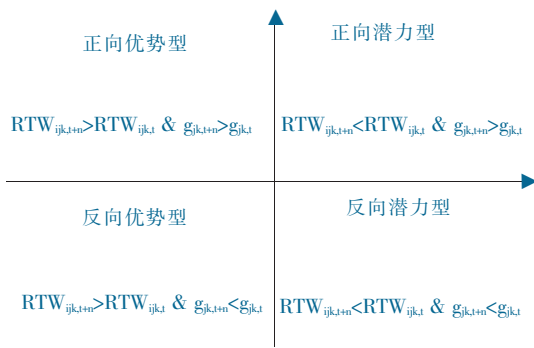 正向优势型
正向潜力型
RTWijk,t+n>RTWijk,t & gjk,t+n>gjk,t
RTWijk,t+n<RTWijk,t & gjk,t+n>gjk,t
反向优势型
反向潜力型
RTWijk,t+n>RTWijk,t & gjk,t+n<gjk,t
RTWijk,t+n<RTWijk,t & gjk,t+n<gjk,t